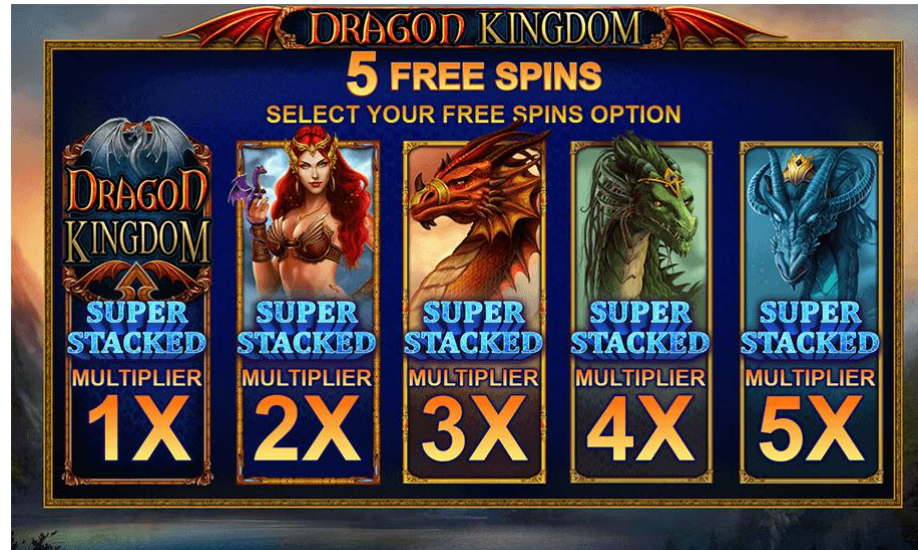 DRAGON KINGDOM
5 FREE SPINS
SELECT YOUR FREE SPINS OPTION
DRAGON
KINGDOM
SUPER
STACKED
MULTIPLIER
1X
SUPER
STACKED
MULTIPLIER
2X
SUPER
STACKED
MULTIPLIER
3X
SUPER
STACKED
MULTIPLIER
4X
SUPER
STACKED
MULTIPLIER
5X